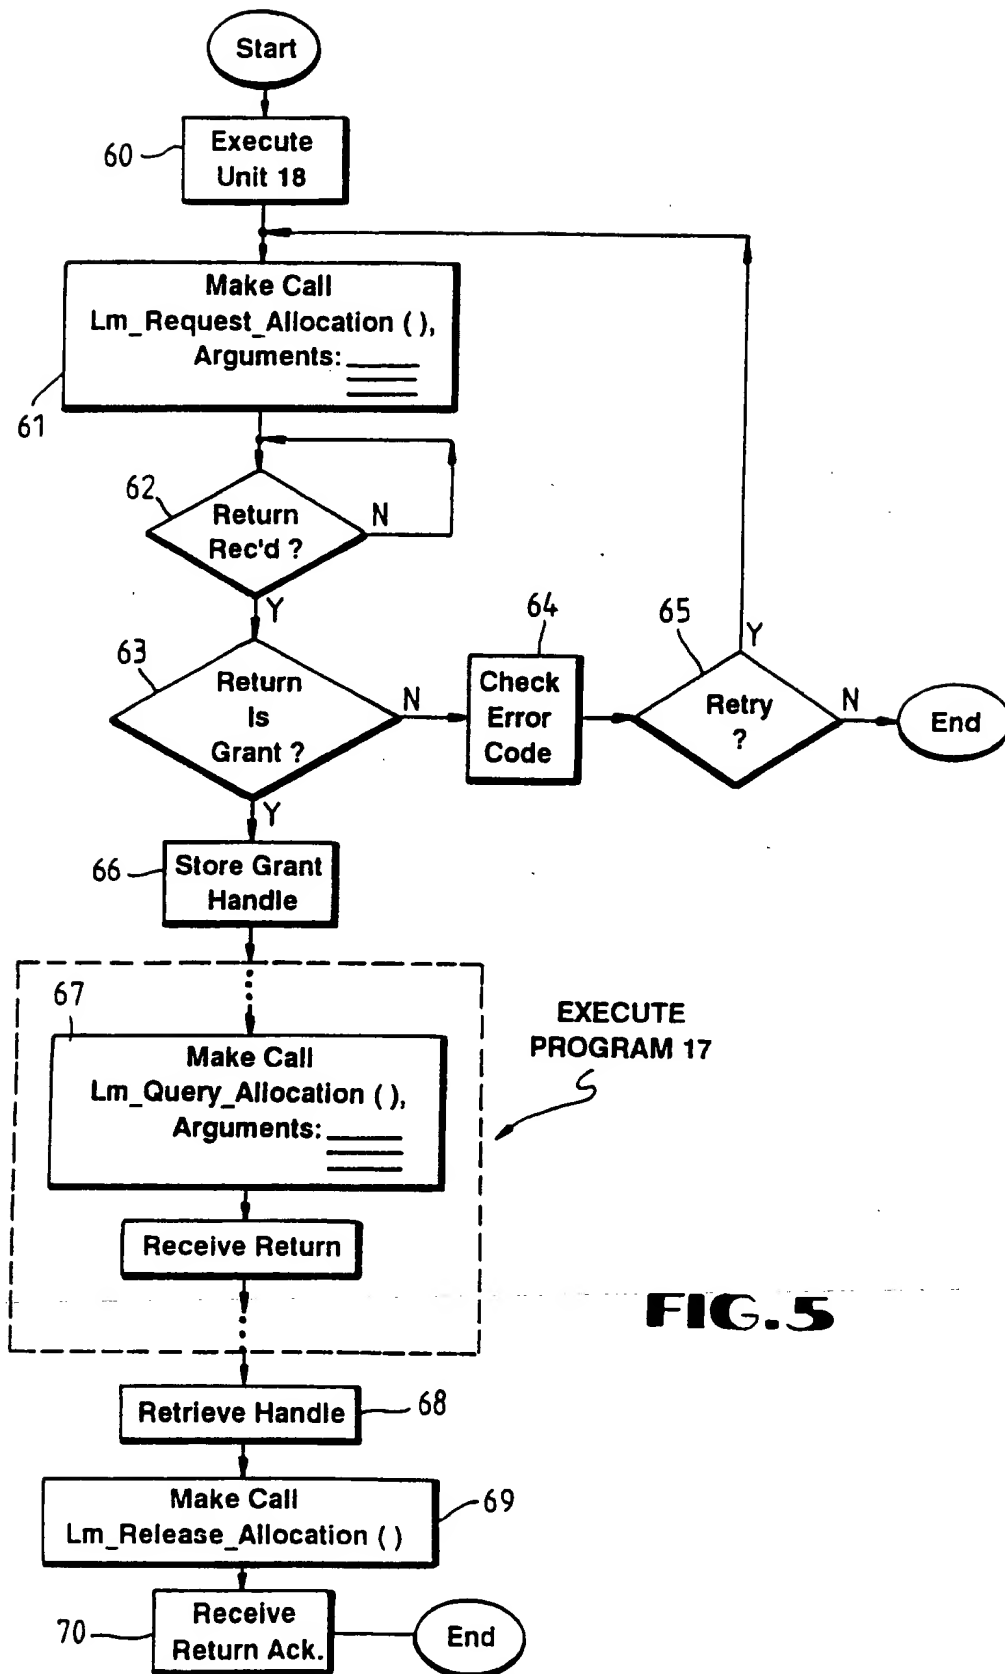 Start
60
Execute
Unit 18
Make Call
Lm_Request_Allocation ( ),
Arguments:
61
62
Return
Rec'd ?
N
Y
63
Return
Is
Grant ?
N
64
Check
Error
Code
65
Retry
?
Y
N
End
Y
66
Store Grant
Handle
67
Make Call
Lm_Query_Allocation ( ),
Arguments:
EXECUTE
PROGRAM 17
Receive Return
FIG.5
Retrieve Handle
68
Make Call
Lm_Release_Allocation ( )
69
70
Receive
Return Ack.
End